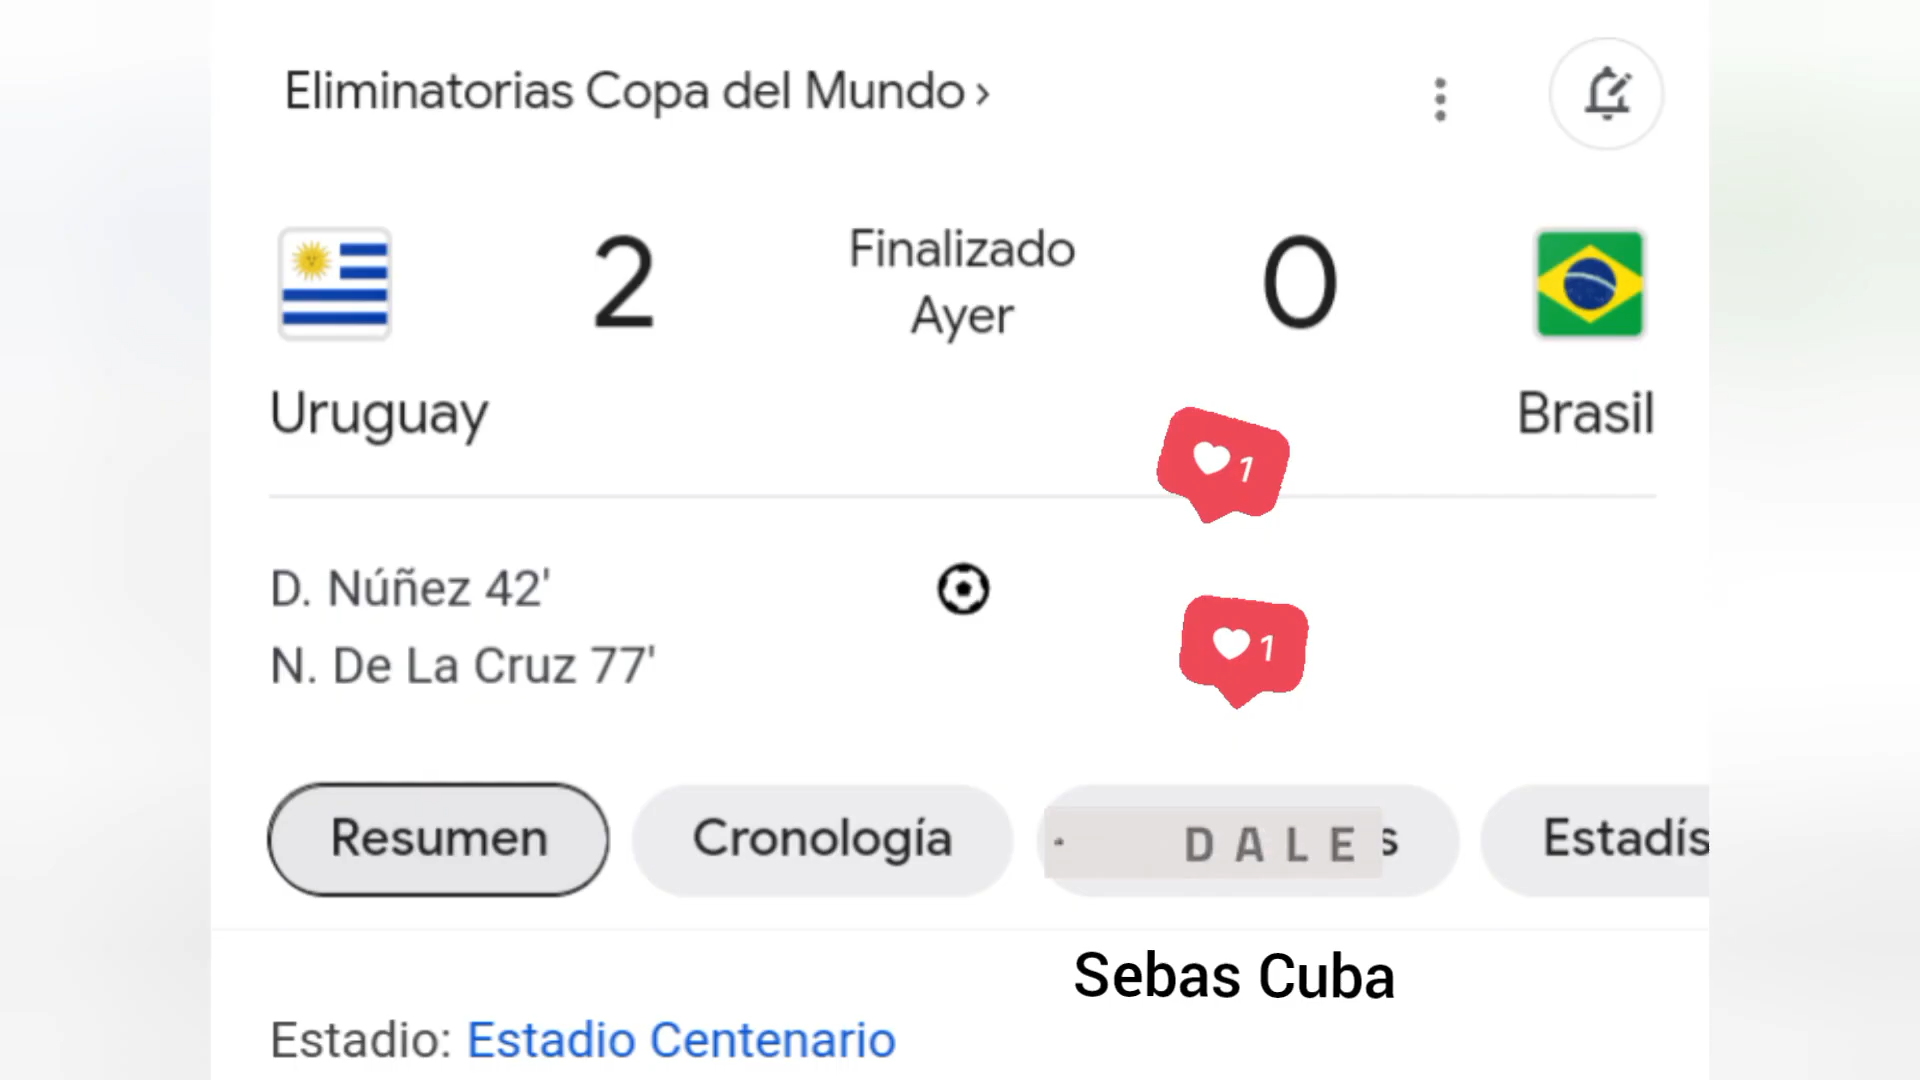 Eliminatorias Copa del Mundo ›
2 Finalizado 0
Ayer
Uruguay Brasil
1
D. Núñez 42'
1
N. De La Cruz 77'
Resumen Cronología DALE s Estadís
Sebas Cuba
Estadio: Estadio Centenario